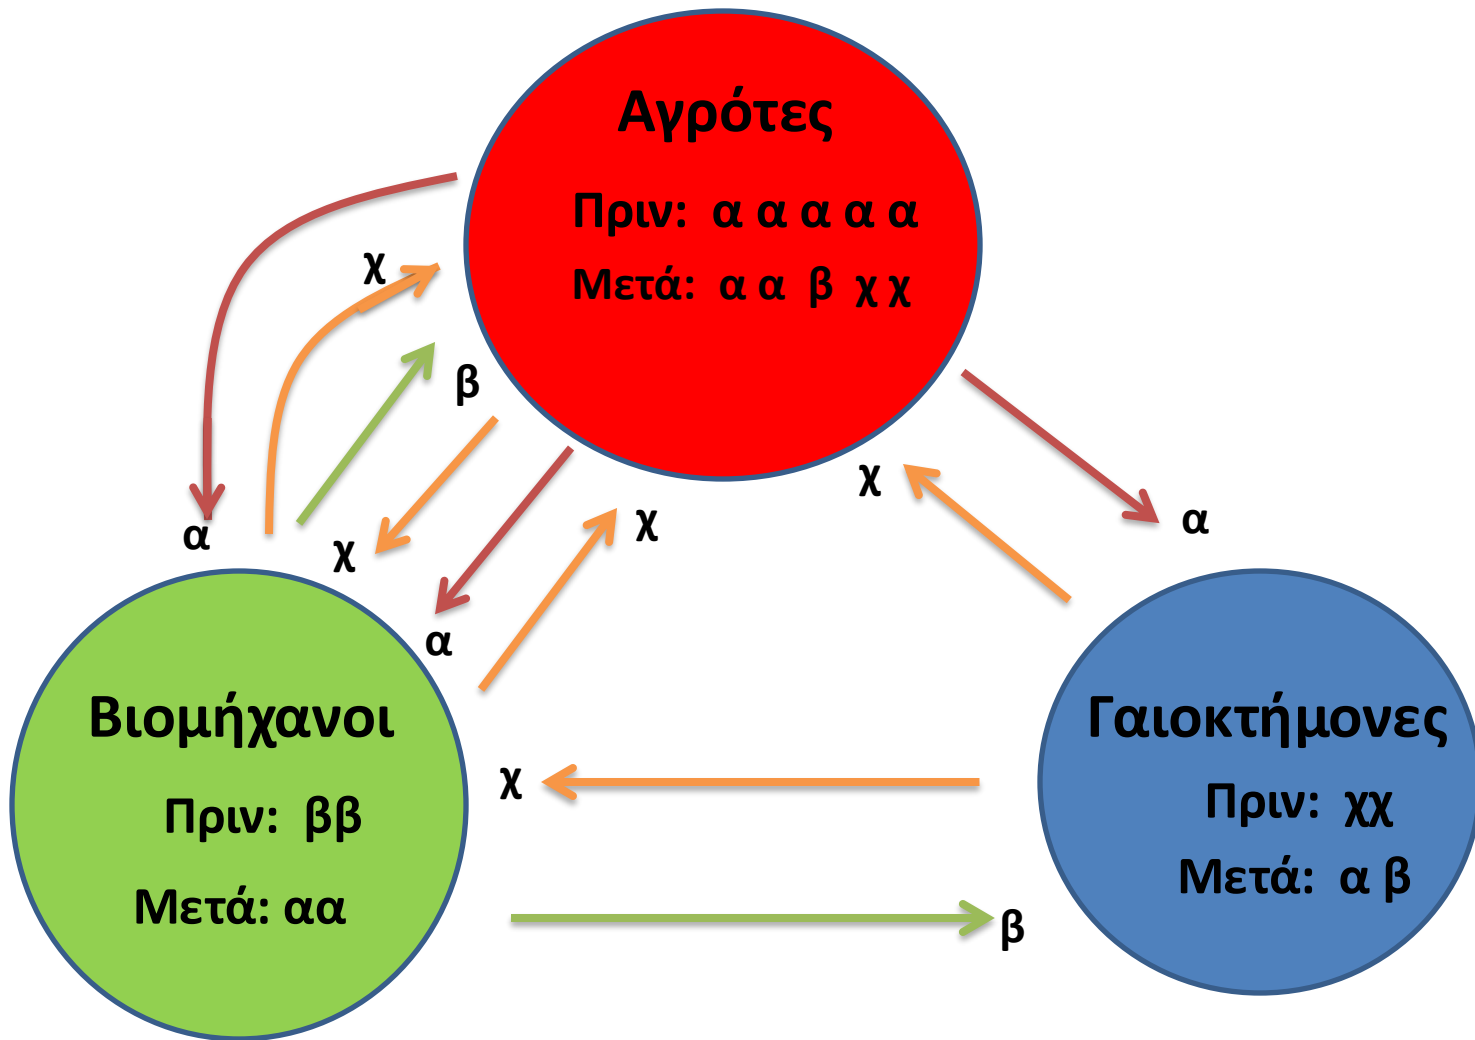 Αγρότες
Πριν: α α α α α
Μετά: α α β χ χ
χ
β
χ
α
α
χ
χ
α
χ
Βιομήχανοι
Πριν: ββ
Μετά: αα
Γαιοκτήμονες
Πριν: χχ
Μετά: α β
χ
β